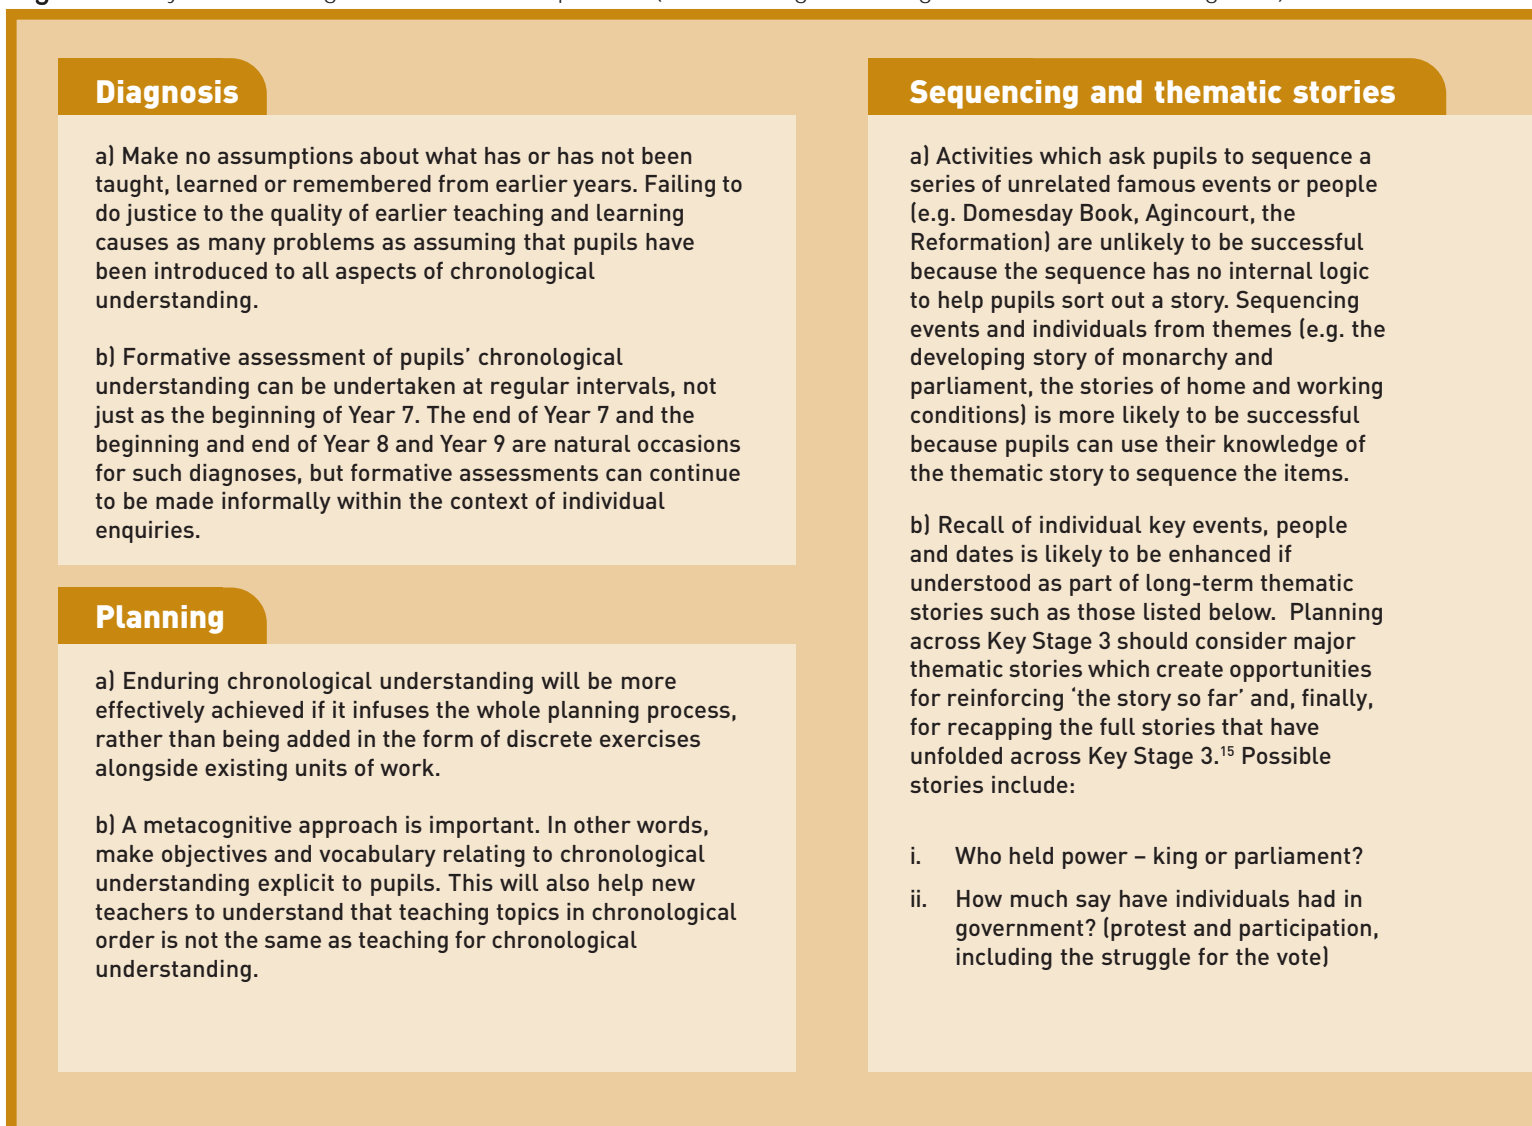 Diagnosis
a) Make no assumptions about what has or has not been
taught, learned or remembered from earlier years. Failing to
do justice to the quality of earlier teaching and learning
causes as many problems as assuming that pupils have
been introduced to all aspects of chronological
understanding.
b) Formative assessment of pupils’ chronological
understanding can be undertaken at regular intervals, not
just as the beginning of Year 7. The end of Year 7 and the
beginning and end of Year 8 and Year 9 are natural occasions
for such diagnoses, but formative assessments can continue
to be made informally within the context of individual
enquiries.
Planning
a) Enduring chronological understanding will be more
effectively achieved if it infuses the whole planning process,
rather than being added in the form of discrete exercises
alongside existing units of work.
b) A metacognitive approach is important. In other words,
make objectives and vocabulary relating to chronological
understanding explicit to pupils. This will also help new
teachers to understand that teaching topics in chronological
order is not the same as teaching for chronological
understanding.
Sequencing and thematic stories
a) Activities which ask pupils to sequence a
series of unrelated famous events or people
(e.g. Domesday Book, Agincourt, the
Reformation) are unlikely to be successful
because the sequence has no internal logic
to help pupils sort out a story. Sequencing
events and individuals from themes (e.g. the
developing story of monarchy and
parliament, the stories of home and working
conditions) is more likely to be successful
because pupils can use their knowledge of
the thematic story to sequence the items.
b) Recall of individual key events, people
and dates is likely to be enhanced if
understood as part of long-term thematic
stories such as those listed below. Planning
across Key Stage 3 should consider major
thematic stories which create opportunities
for reinforcing ‘the story so far’ and, finally,
for recapping the full stories that have
unfolded across Key Stage 3.15 Possible
stories include:
i. Who held power – king or parliament?
ii. How much say have individuals had in
government? (protest and participation,
including the struggle for the vote)